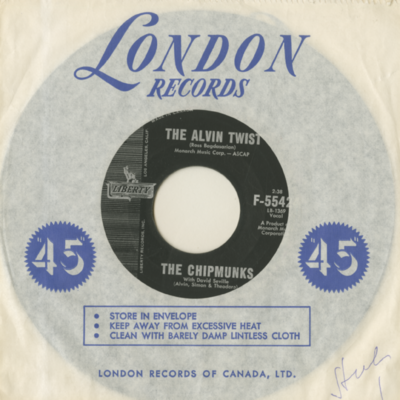 LONDON
RECORDS
THE ALVIN TWIST
(Ross Bagdasarian)
Monarch Music Corp. - ASCAP
LIBERTY
F-5542
Vocal
"45"
"45"
THE CHIPMUNKS
With David Seville
(Alvin, Simon & Theodore)
• STORE IN ENVELOPE
• KEEP AWAY FROM EXCESSIVE HEAT
• CLEAN WITH BARELY DAMP LINTLESS CLOTH
LONDON RECORDS OF CANADA, LTD.